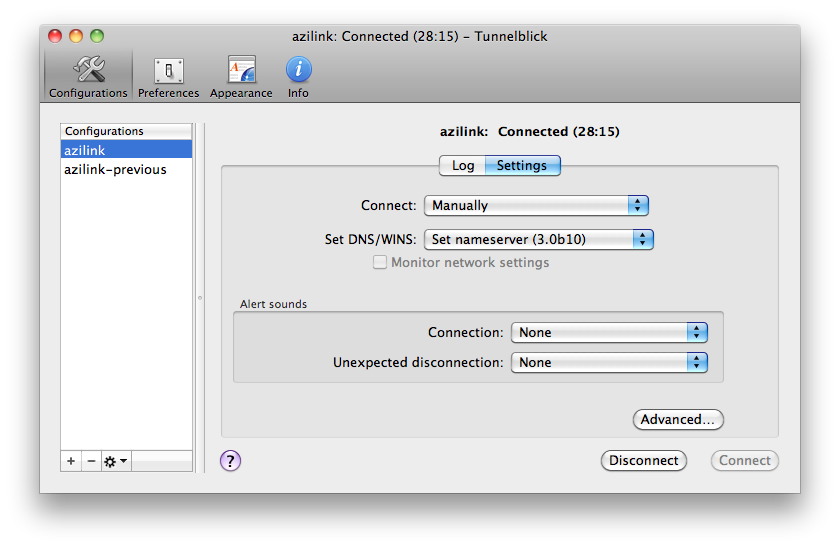 azilink: Connected (28:15) – Tunnelblick
Configurations Preferences Appearance Info
Configurations
azilink
azilink-previous
azilink: Connected (28:15)
Log Settings
Connect: Manually
Set DNS/WINS: Set nameserver (3.0b10)
Monitor network settings
Alert sounds
Connection: None
Unexpected disconnection: None
Advanced...
+ −
? Disconnect Connect